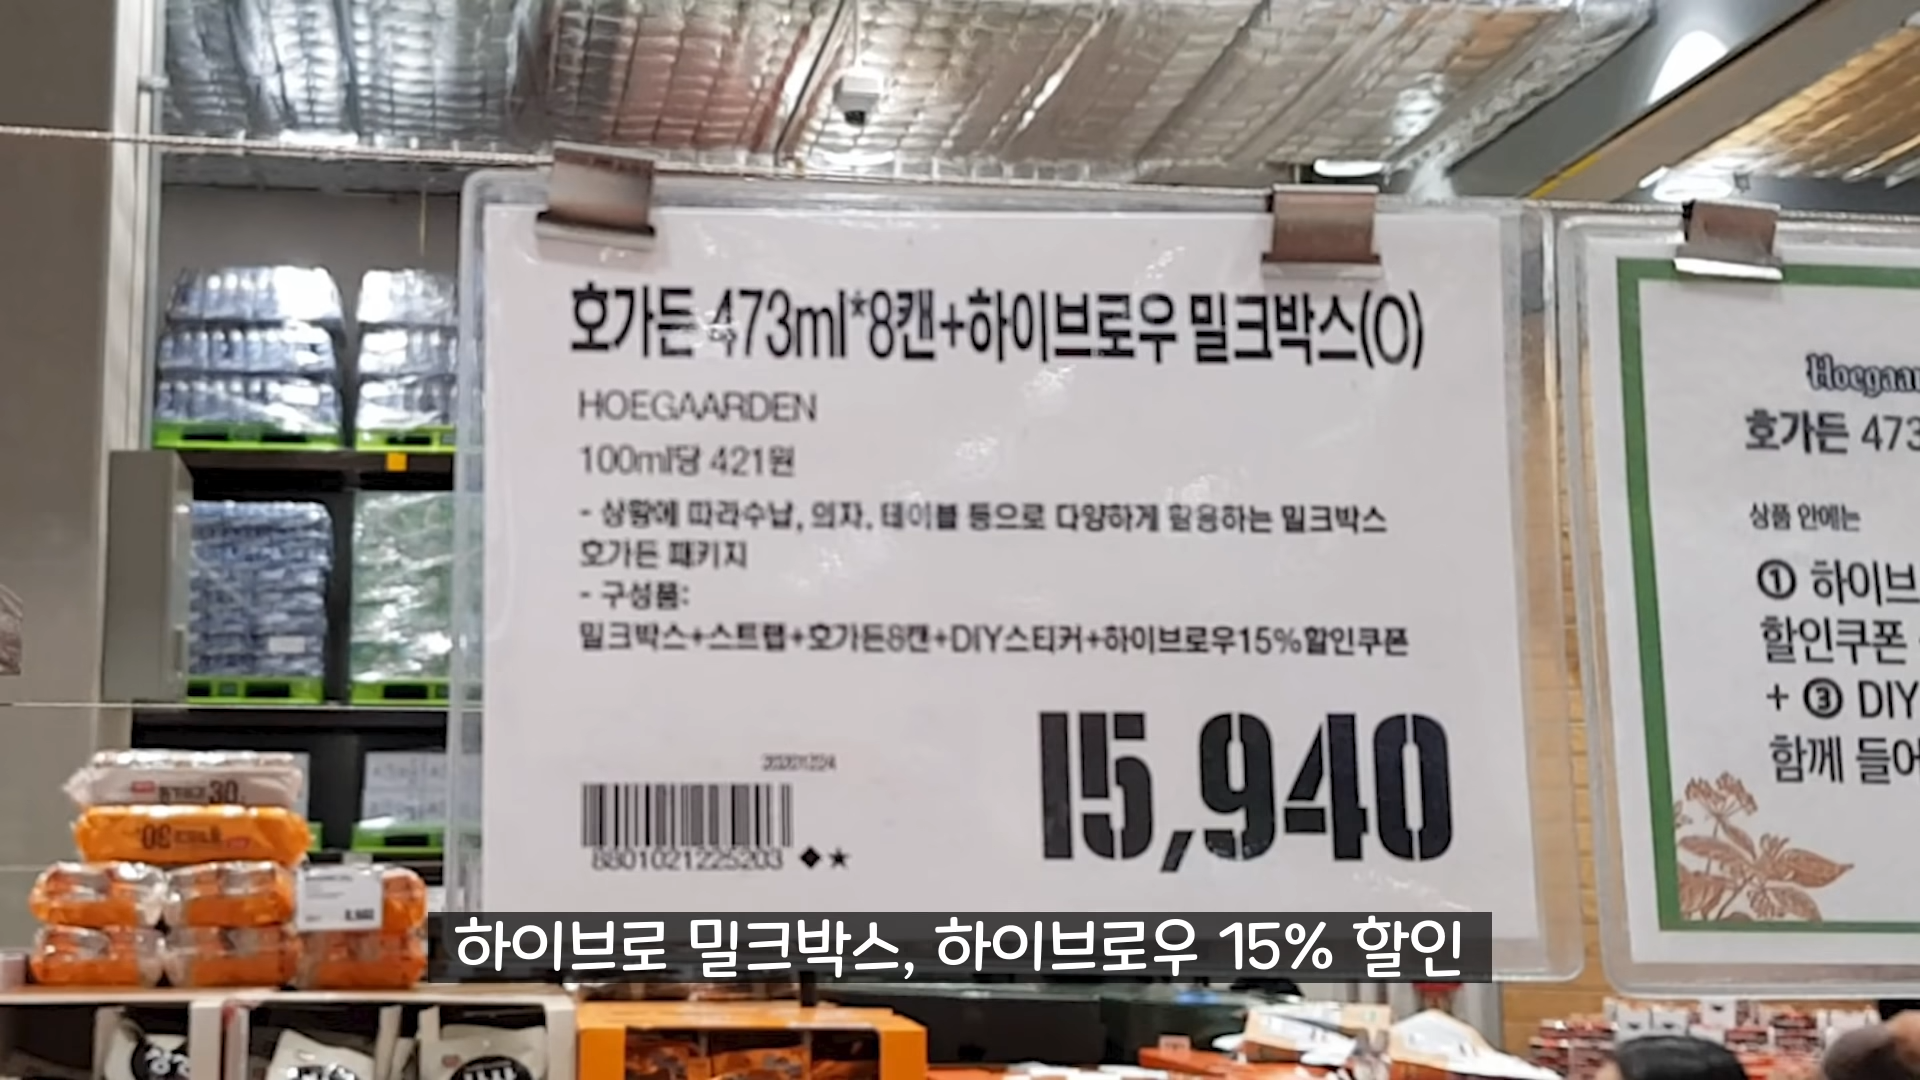 호가든 473ml*8캔+하이브로우 밀크박스(O)
HOEGAARDEN
100ml당 421원
- 상황에 따라수납, 의자, 테이블 등으로 다양하게 활용하는 밀크박스
호가든 패키지
- 구성품:
밀크박스+스트랩+호가든8캔+DIY스티커+하이브로우15%할인쿠폰
20201224
15,940
8801021225203 ◆★
Hoegaar
호가든 473
상품 안에는
① 하이브
할인쿠폰
+ ③ DIY
함께 들어
30
하이브로 밀크박스, 하이브로우 15% 할인